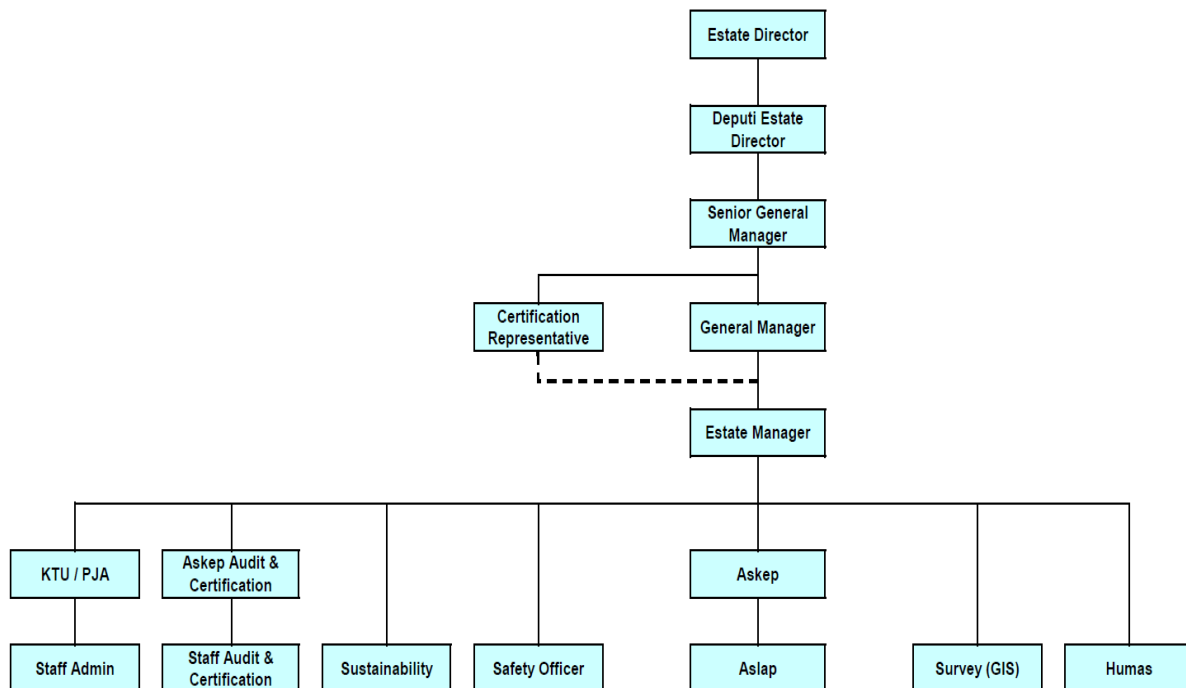 Estate Director
Deputi Estate
Director
Senior General
Manager
Certification
Representative
General Manager
Estate Manager
KTU / PJA
Askep Audit &
Certification
Askep
Staff Admin
Staff Audit &
Certification
Sustainability
Safety Officer
Aslap
Survey (GIS)
Humas